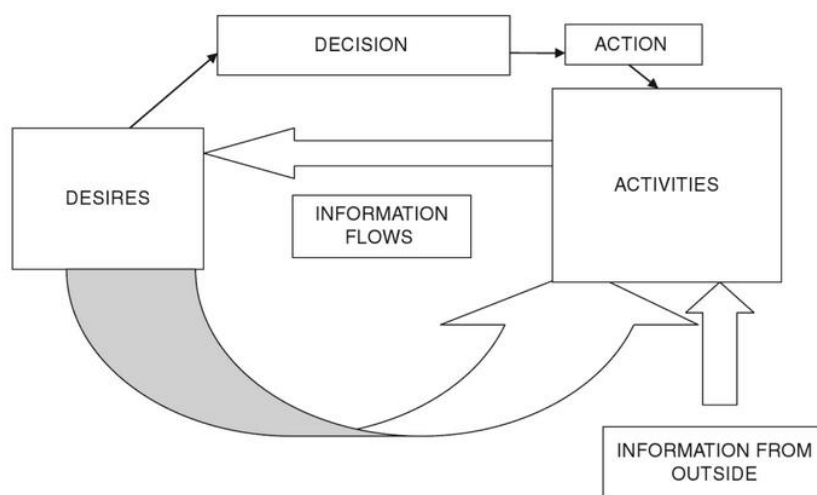 DECISION
ACTION
DESIRES
ACTIVITIES
INFORMATION
FLOWS
INFORMATION FROM
OUTSIDE